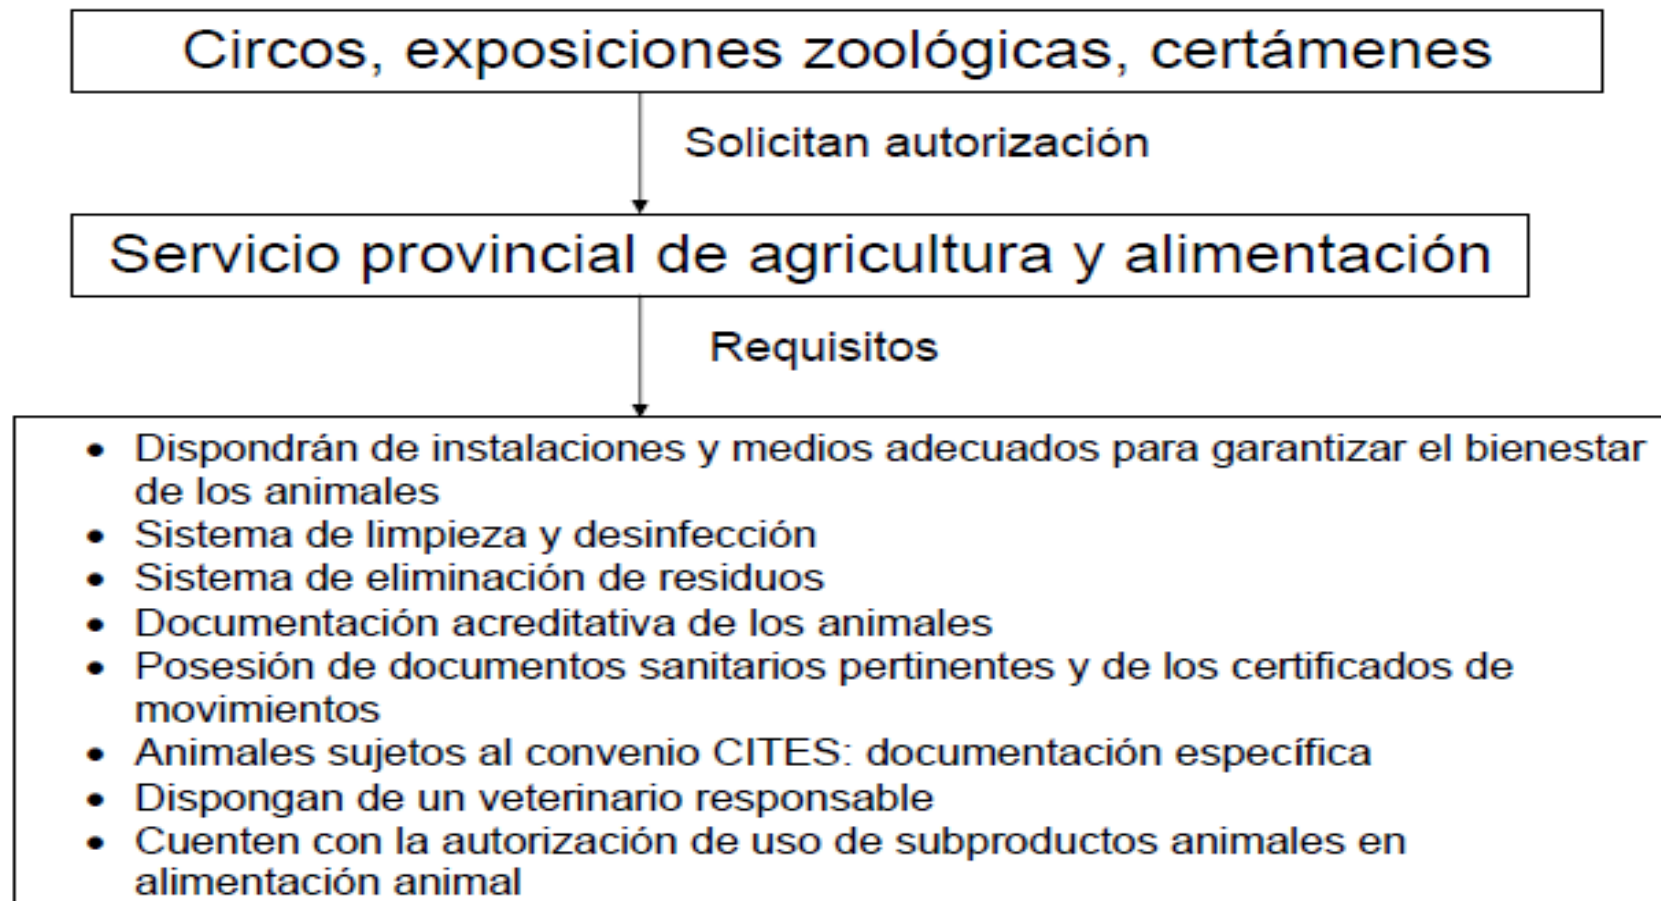 Circos, exposiciones zoológicas, certámenes
Solicitan autorización
Servicio provincial de agricultura y alimentación
Requisitos
• Dispondrán de instalaciones y medios adecuados para garantizar el bienestar
de los animales
• Sistema de limpieza y desinfección
• Sistema de eliminación de residuos
• Documentación acreditativa de los animales
• Posesión de documentos sanitarios pertinentes y de los certificados de
movimientos
• Animales sujetos al convenio CITES: documentación específica
• Dispongan de un veterinario responsable
• Cuenten con la autorización de uso de subproductos animales en
alimentación animal